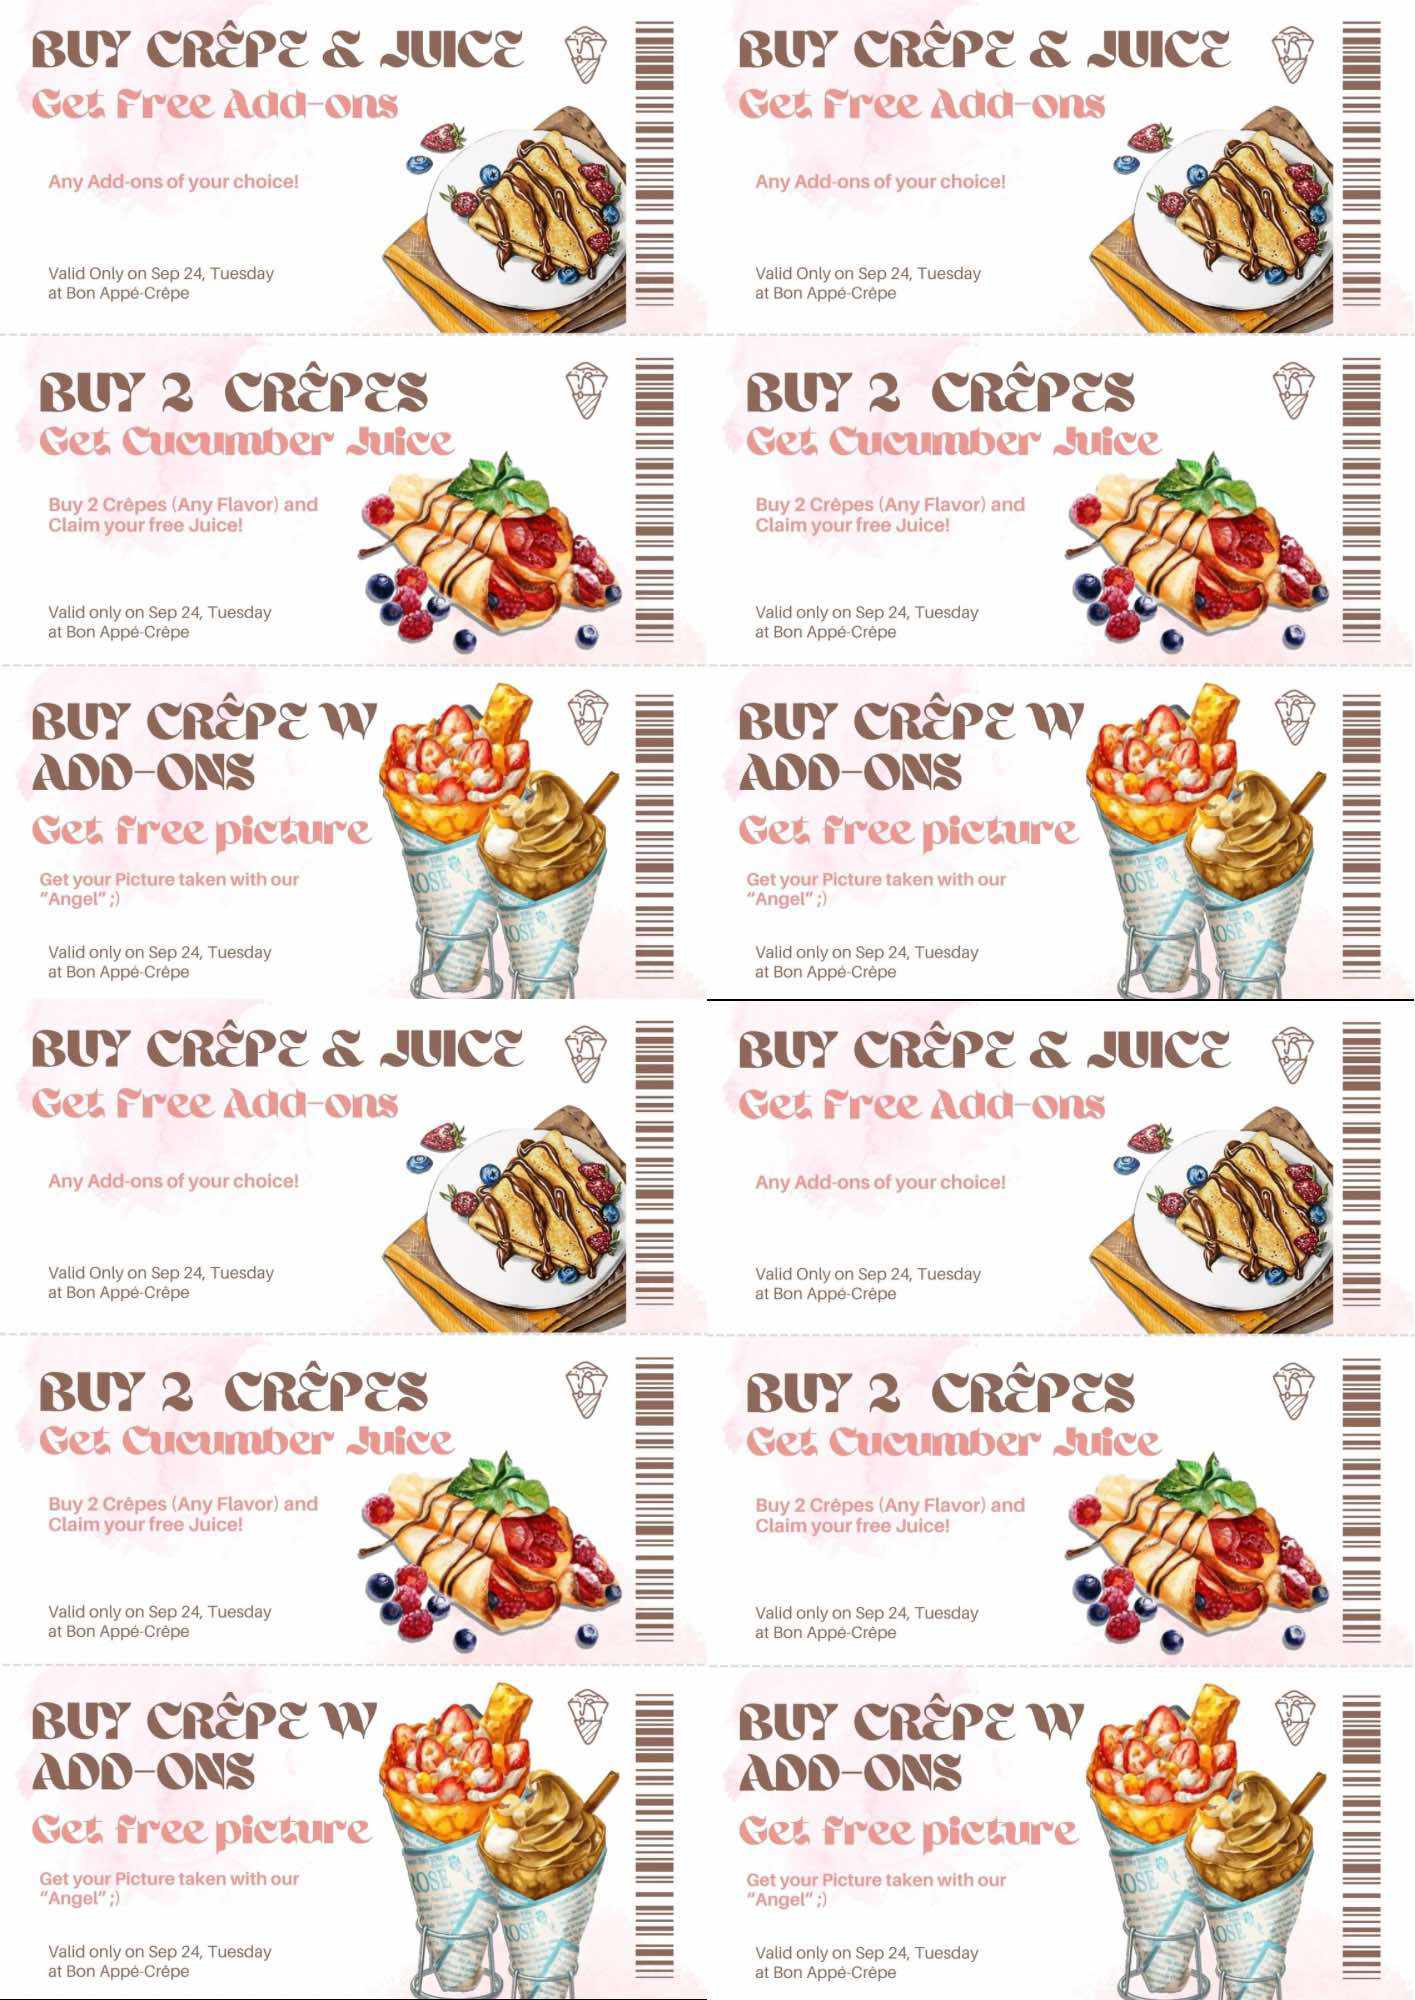 BUY CRÊPE & JUICE
Get Free Add-ons
Any Add-ons of your choice!
Valid Only on Sep 24, Tuesday
at Bon Appé-Crêpe
BUY CRÊPE & JUICE
Get Free Add-ons
Any Add-ons of your choice!
Valid Only on Sep 24, Tuesday
at Bon Appé-Crêpe
BUY 2 CRÊPES
Get Cucumber Juice
Buy 2 Crêpes (Any Flavor) and
Claim your free Juice!
Valid only on Sep 24, Tuesday
at Bon Appé-Crêpe
BUY 2 CRÊPES
Get Cucumber Juice
Buy 2 Crêpes (Any Flavor) and
Claim your free Juice!
Valid only on Sep 24, Tuesday
at Bon Appé-Crêpe
BUY CRÊPE W
ADD-ONS
Get free picture
Get your Picture taken with our
"Angel" ;)
Valid only on Sep 24, Tuesday
at Bon Appé-Crêpe
ROSE
ROSE
BUY CRÊPE W
ADD-ONS
Get free picture
Get your Picture taken with our
"Angel" ;)
Valid only on Sep 24, Tuesday
at Bon Appé-Crêpe
ROSE
ROSE
BUY CRÊPE & JUICE
Get Free Add-ons
Any Add-ons of your choice!
Valid Only on Sep 24, Tuesday
at Bon Appé-Crêpe
BUY CRÊPE & JUICE
Get Free Add-ons
Any Add-ons of your choice!
Valid Only on Sep 24, Tuesday
at Bon Appé-Crêpe
BUY 2 CRÊPES
Get Cucumber Juice
Buy 2 Crêpes (Any Flavor) and
Claim your free Juice!
Valid only on Sep 24, Tuesday
at Bon Appé-Crêpe
BUY 2 CRÊPES
Get Cucumber Juice
Buy 2 Crêpes (Any Flavor) and
Claim your free Juice!
Valid only on Sep 24, Tuesday
at Bon Appé-Crêpe
BUY CRÊPE W
ADD-ONS
Get free picture
Get your Picture taken with our
"Angel" ;)
Valid only on Sep 24, Tuesday
at Bon Appé-Crêpe
ROSE
ROSE
BUY CRÊPE W
ADD-ONS
Get free picture
Get your Picture taken with our
"Angel" ;)
Valid only on Sep 24, Tuesday
at Bon Appé-Crêpe
ROSE
ROSE